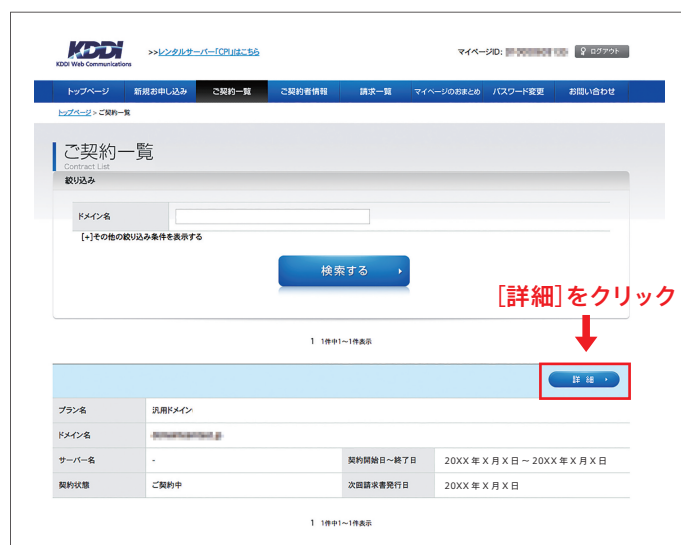 KDDI
KDDI Web Communications
>>レンタルサーバー「CPI」はこちら
マイページID:
ログアウト
トップページ 新規お申し込み ご契約一覧 ご契約者情報 請求一覧 マイページのおまとめ パスワード変更 お問い合わせ
トップページ > ご契約一覧
ご契約一覧
Contract List
絞り込み
ドメイン名
[+]その他の絞り込み条件を表示する
検索する
[詳細]をクリック
1 1件中1~1件表示
詳 細
プラン名 汎用ドメイン
ドメイン名
サーバー名 - 契約開始日~終了日 20XX 年 X 月 X 日 ~ 20XX 年 X 月 X 日
契約状態 ご契約中 次回請求書発行日 20XX 年 X 月 X 日
1 1件中1~1件表示